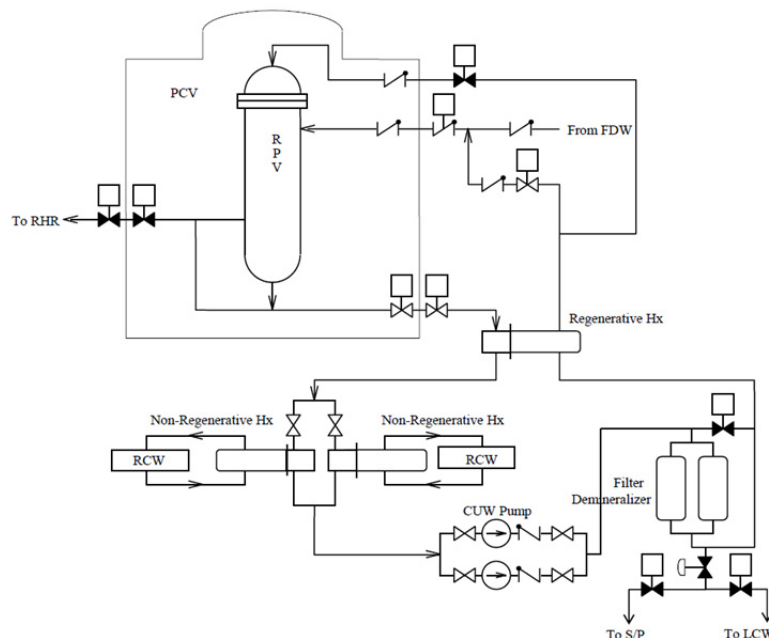 PCV
R
P
V
From FDW
To RHR
Regenerative Hx
Non-Regenerative Hx
Non-Regenerative Hx
RCW
RCW
Filter
Demineralizer
CUW Pump
To S/P
To LCW